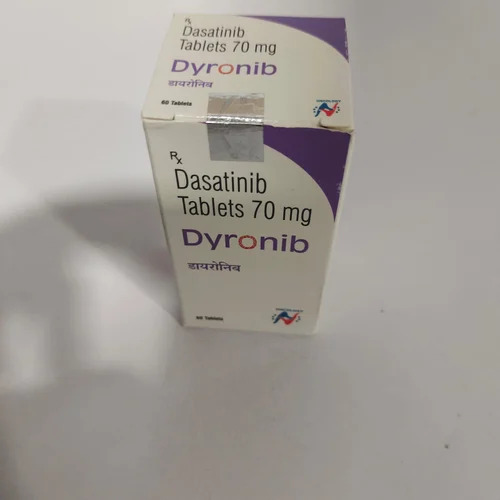 Rx
Dasatinib
Tablets 70 mg
Dyronib
डायरोनिब
60 Tablets
Rx
Dasatinib
Tablets 70 mg
Dyronib
डायरोनिब
60 Tablets